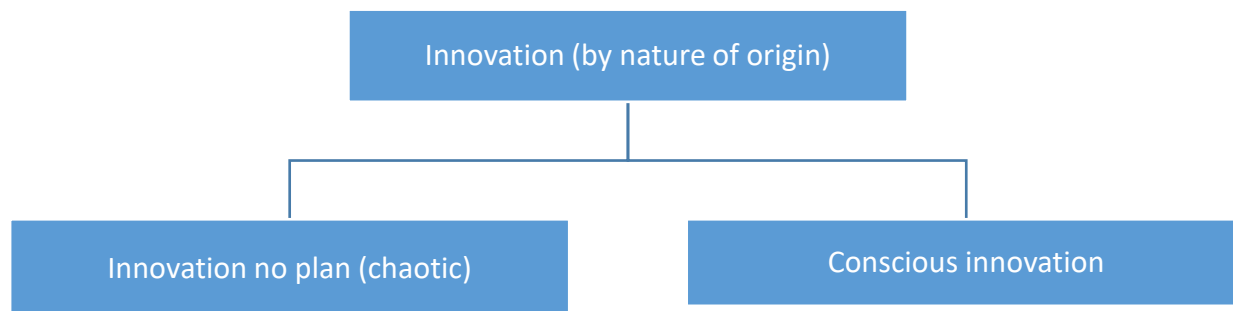 Innovation (by nature of origin)
Innovation no plan (chaotic)
Conscious innovation